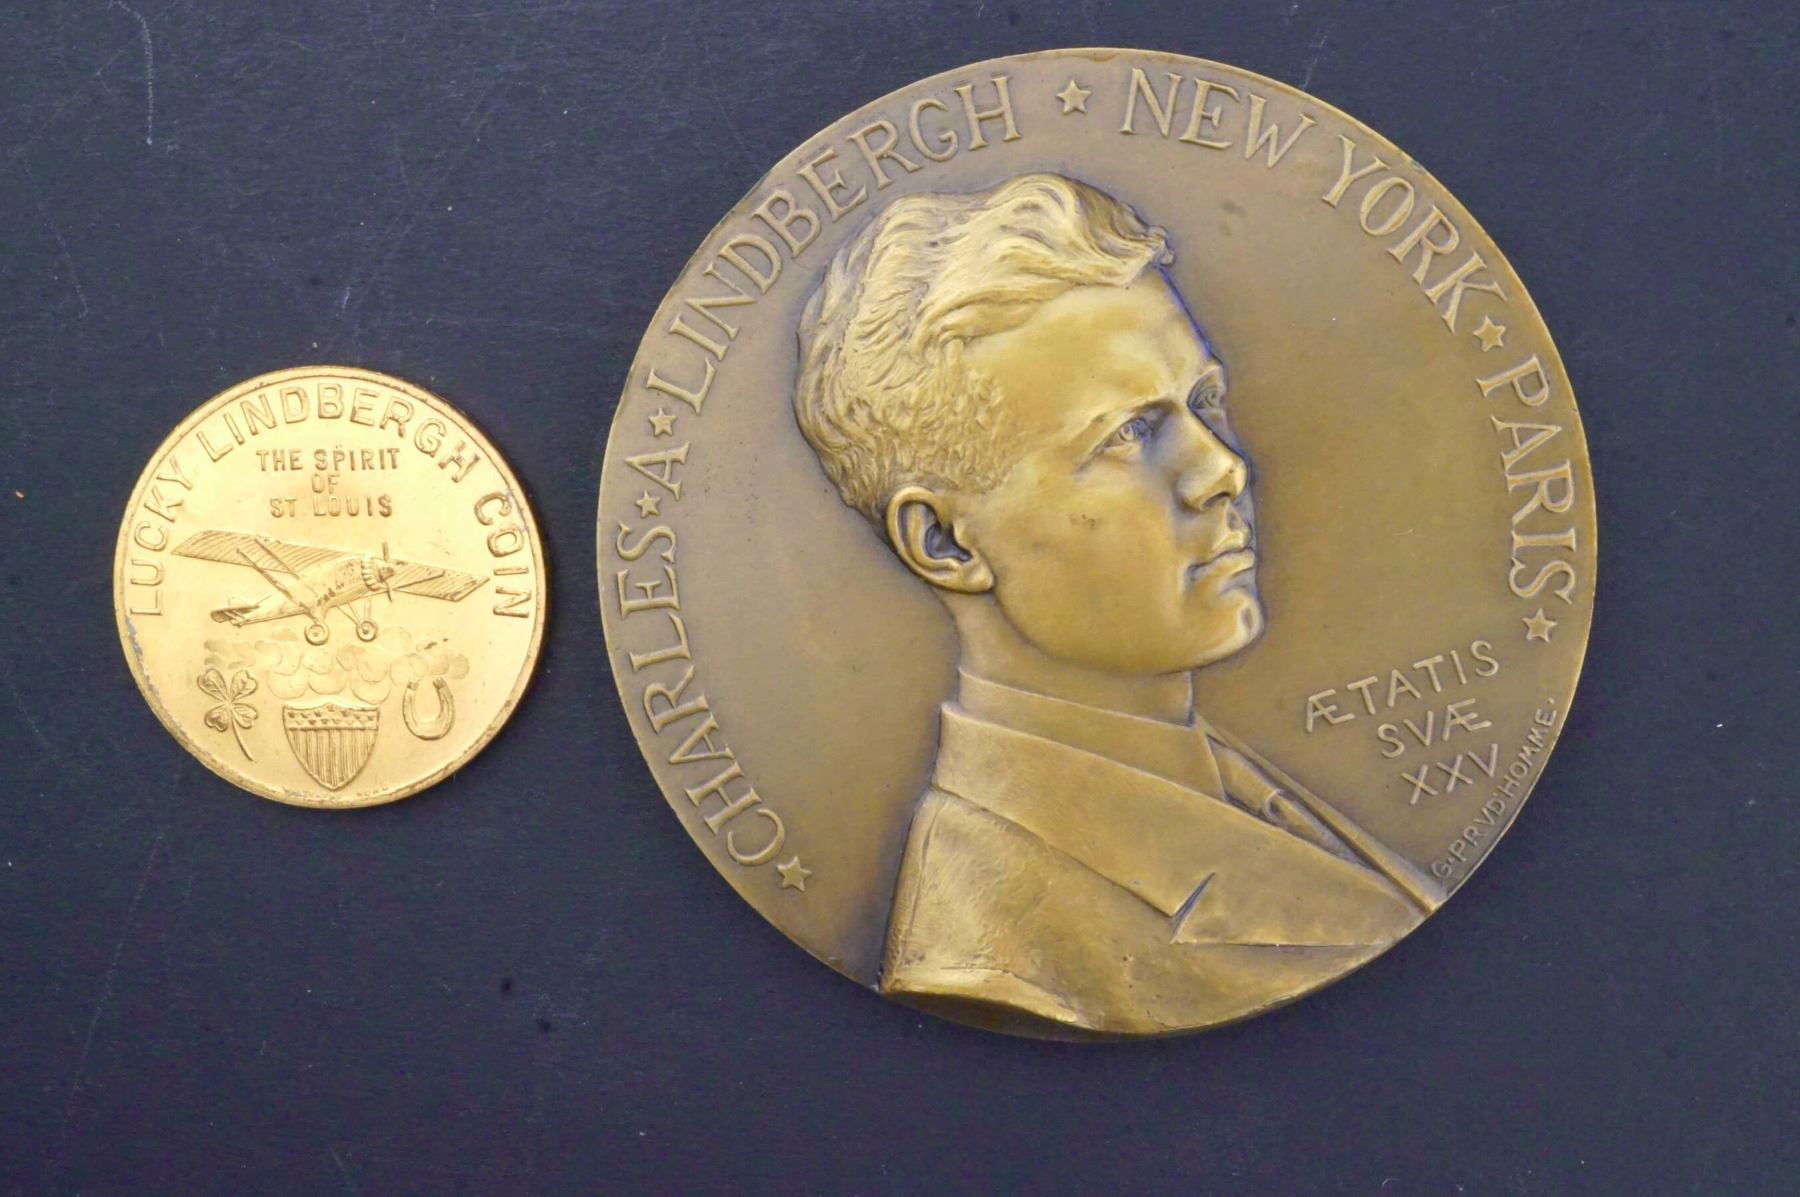 LUCKY LINDBERGH COIN
THE SPIRIT
OF
ST. LOUIS
★ CHARLES ★ A ★ LINDBERGH ★ NEW YORK ★ PARIS ★
ÆTATIS
SVÆ
XXV
G. PRVD'HOMME.